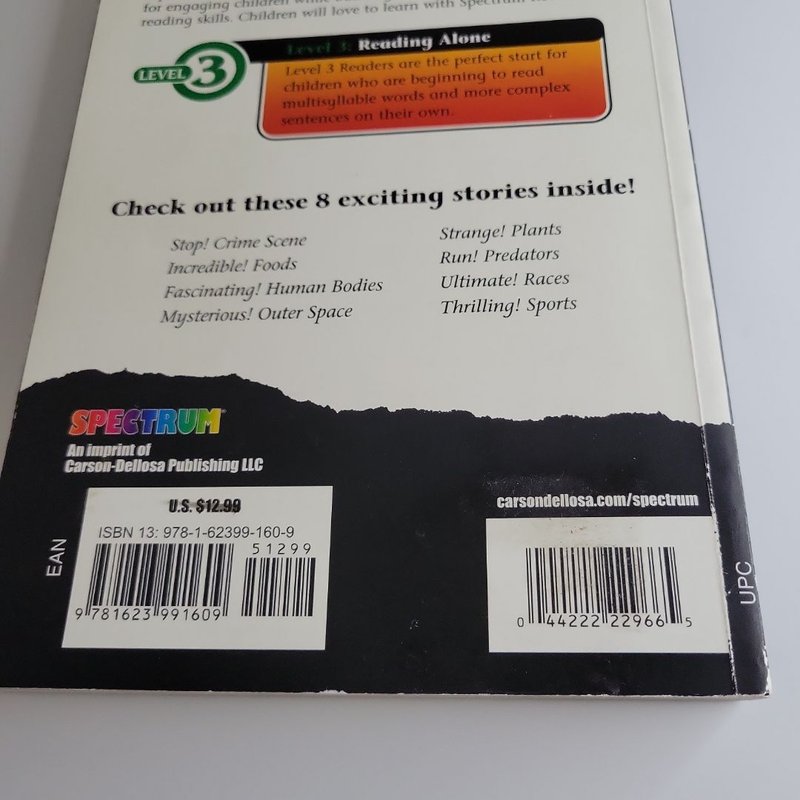 for engaging children while
reading skills. Children will love to learn with Spectrum
LEVEL 3
Level 3: Reading Alone
Level 3 Readers are the perfect start for
children who are beginning to read
multisyllable words and more complex
sentences on their own.
Check out these 8 exciting stories inside!
Stop! Crime Scene
Incredible! Foods
Fascinating! Human Bodies
Mysterious! Outer Space
Strange! Plants
Run! Predators
Ultimate! Races
Thrilling! Sports
SPECTRUM
An imprint of
Carson-Dellosa Publishing LLC
carsondellosa.com/spectrum
EAN
U.S. $12.99
ISBN 13: 978-1-62399-160-9
51299
9 781623 991609
0 44222 22966 5
UPC